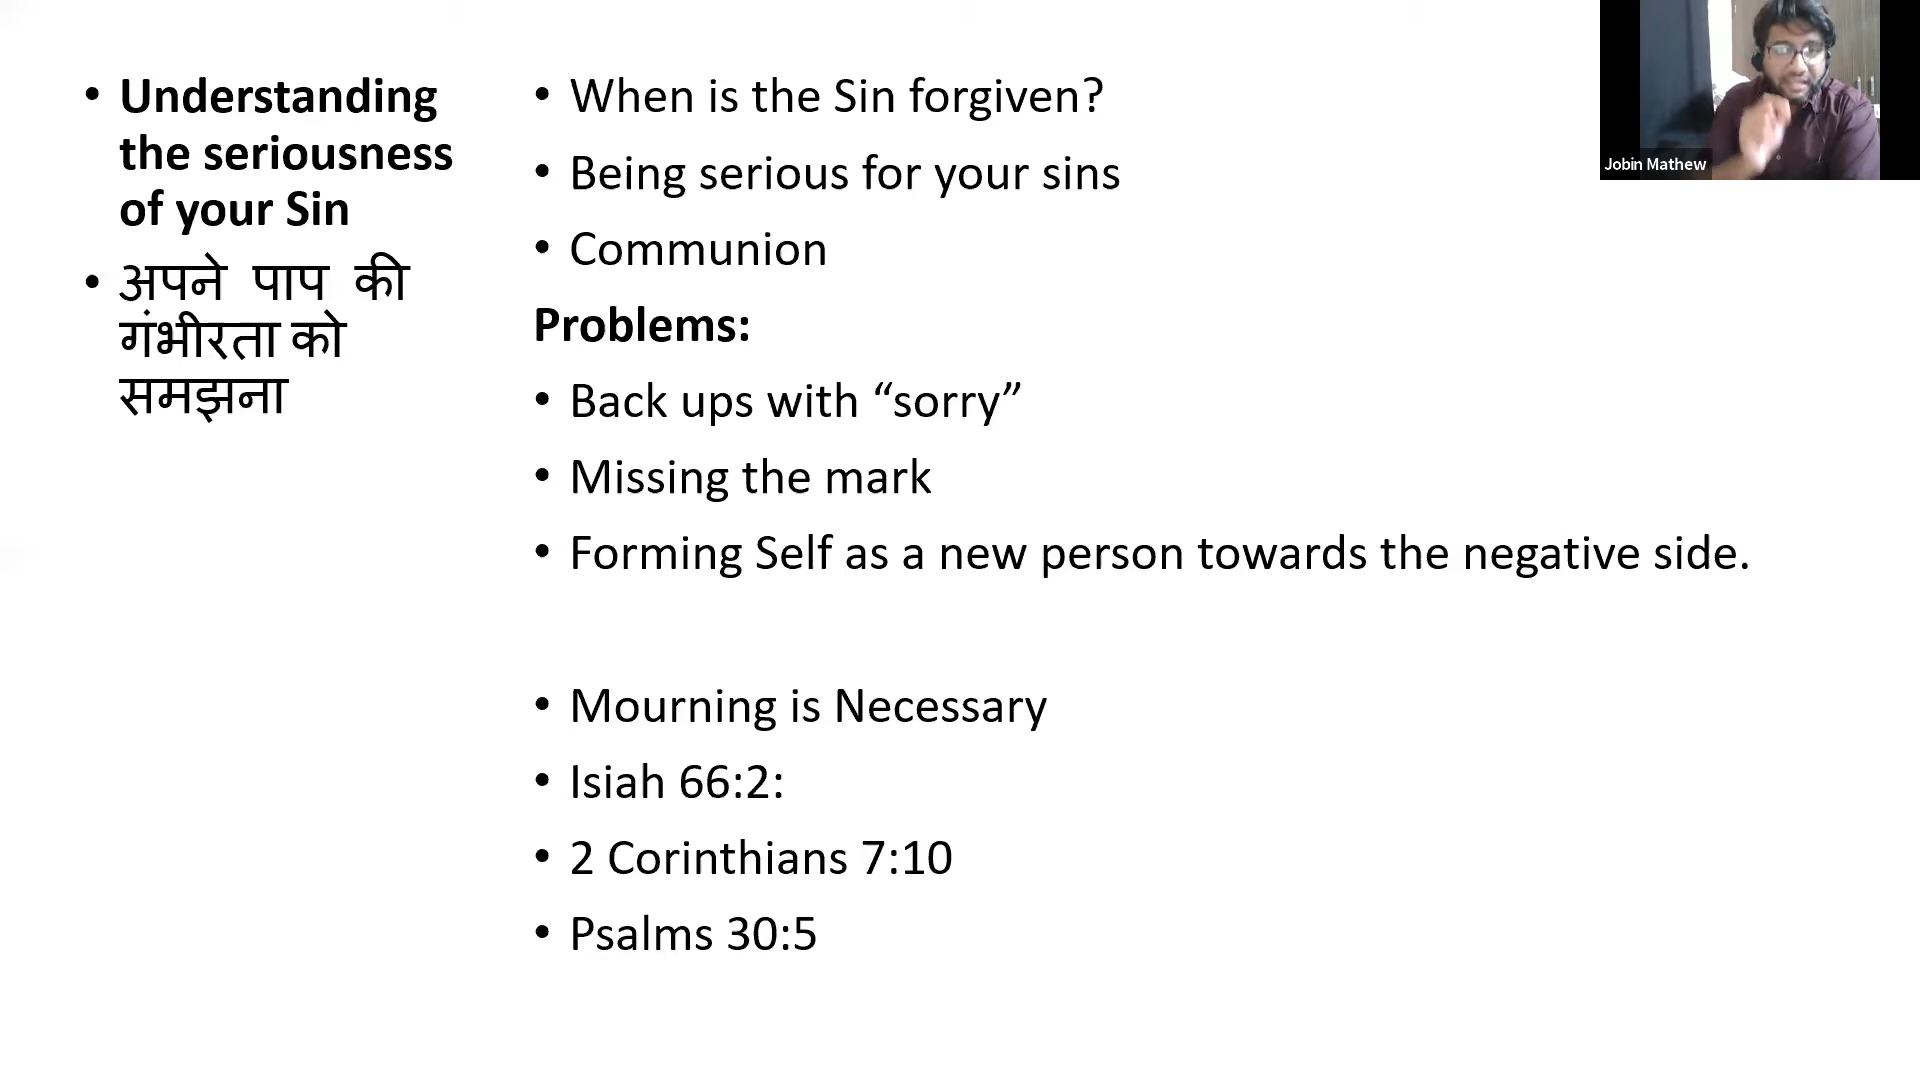 Understanding
the seriousness
of your Sin
अपने पाप की
गंभीरता को
समझना
When is the Sin forgiven?
Being serious for your sins
Communion
Problems:
Back ups with “sorry”
Missing the mark
Forming Self as a new person towards the negative side.
Mourning is Necessary
Isiah 66:2:
2 Corinthians 7:10
Psalms 30:5
Jobin Mathew